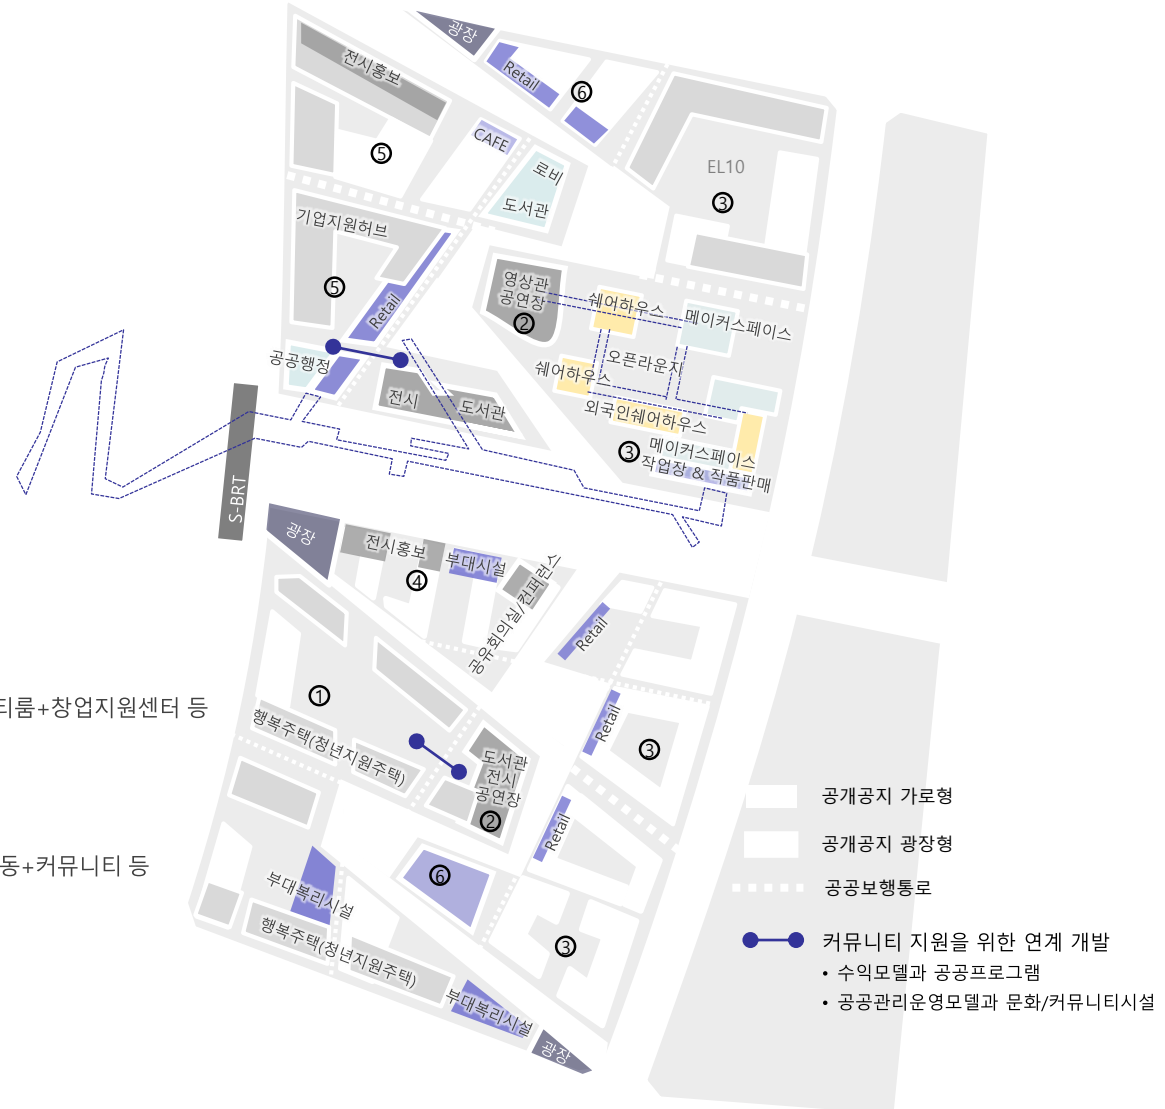 광장
전시홍보
Retail
⑥
CAFE
⑤
EL10
③
로비
도서관
기업지원허브
⑤
Retail
영상관
공연장
②
쉐어하우스
메이커스페이스
오픈라운지
쉐어하우스
외국인쉐어하우스
③
메이커스페이스
작업장 & 작품판매
공공행정
전시
도서관
S-BRT
광장
전시홍보
④
부대시설
공유회의실/컨퍼런스
Retail
①
행복주택(청년지원주택)
Retail
③
티룸+창업지원센터 등
도서관
전시
공연장
②
Retail
⑥
동+커뮤니티 등
부대복리시설
행복주택(청년지원주택)
③
부대복리시설
광장
공개공지 가로형
공개공지 광장형
공공보행통로
커뮤니티 지원을 위한 연계 개발
• 수익모델과 공공프로그램
• 공공관리운영모델과 문화/커뮤니티시설